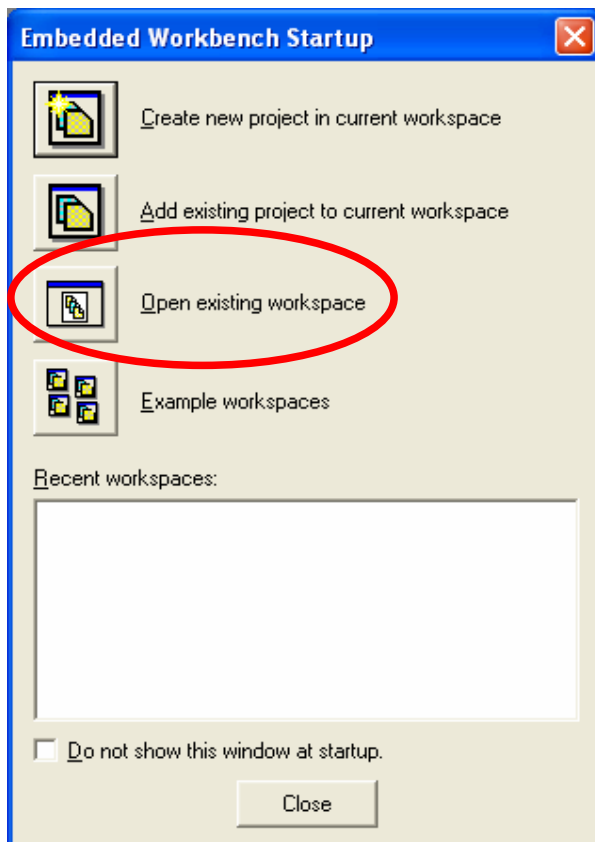 Embedded Workbench Startup
Create new project in current workspace
Add existing project to current workspace
Open existing workspace
Example workspaces
Recent workspaces:
Do not show this window at startup.
Close